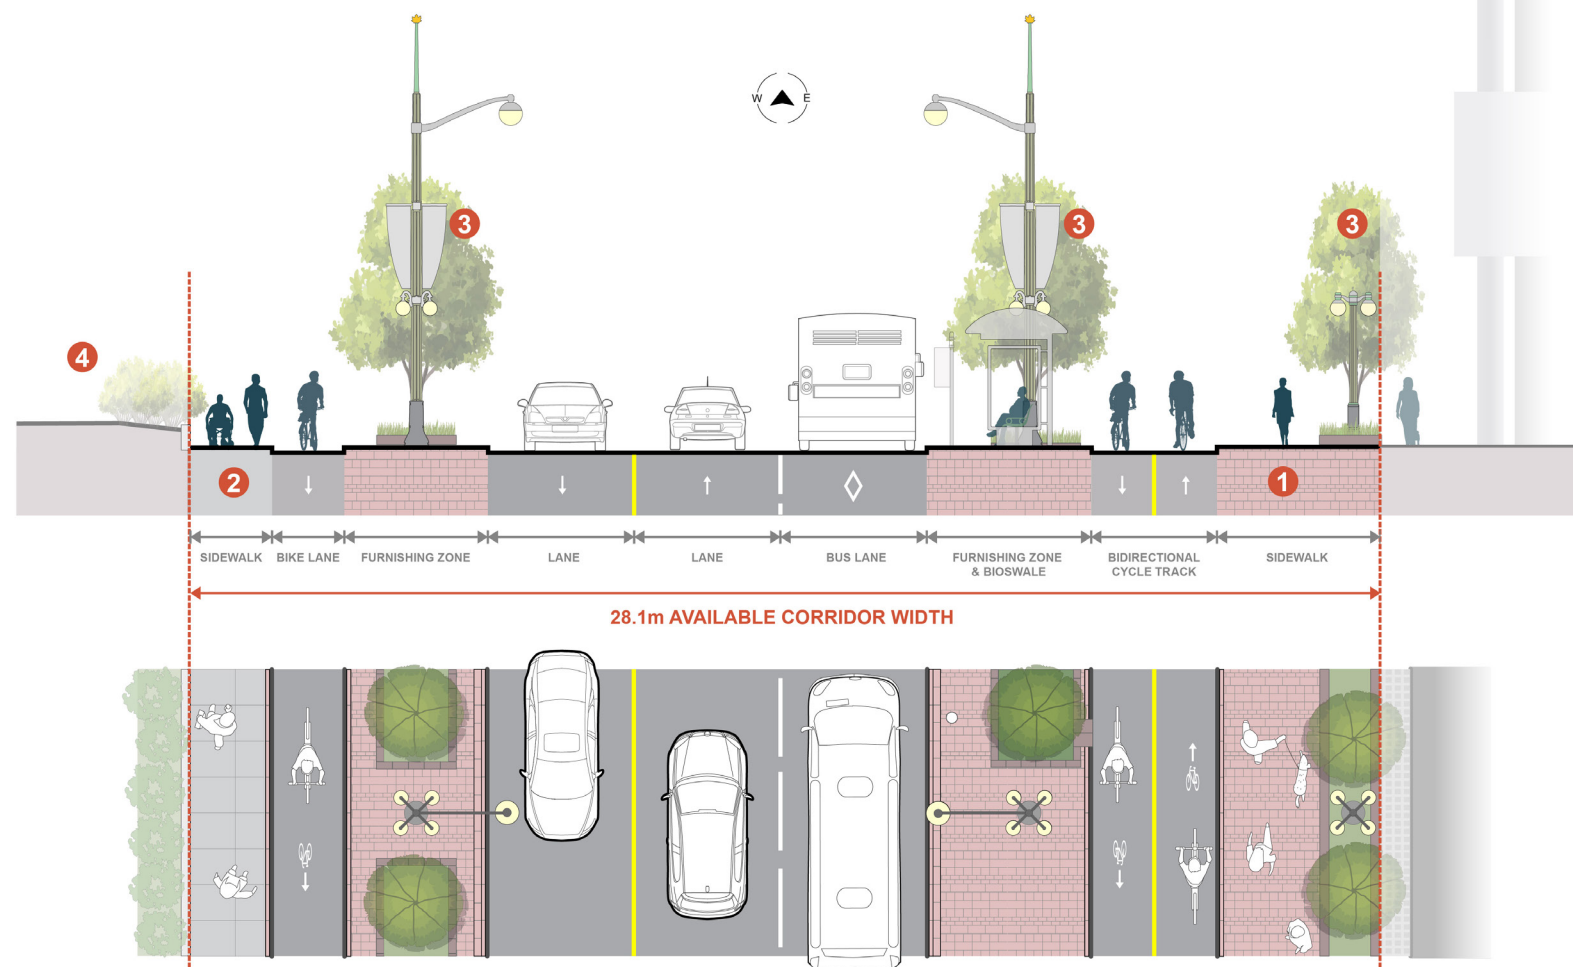 W E
3
3
3
4
2
1
SIDEWALK
BIKE LANE
FURNISHING ZONE
LANE
LANE
BUS LANE
FURNISHING ZONE
& BIOSWALE
BIDIRECTIONAL
CYCLE TRACK
SIDEWALK
28.1m AVAILABLE CORRIDOR WIDTH